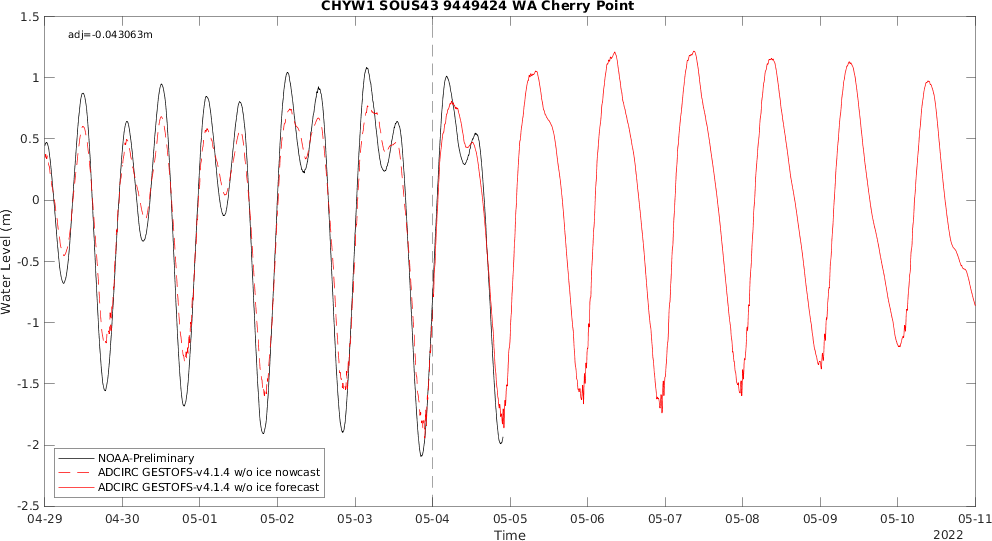 CHYW1 SOUS43 9449424 WA Cherry Point
adj=-0.043063m
1.5
1
0.5
0
-0.5
-1
-1.5
-2
-2.5
Water Level (m)
NOAA-Preliminary
ADCIRC GESTOFS-v4.1.4 w/o ice nowcast
ADCIRC GESTOFS-v4.1.4 w/o ice forecast
04-29 04-30 05-01 05-02 05-03 05-04 05-05 05-06 05-07 05-08 05-09 05-10 05-11
Time
2022